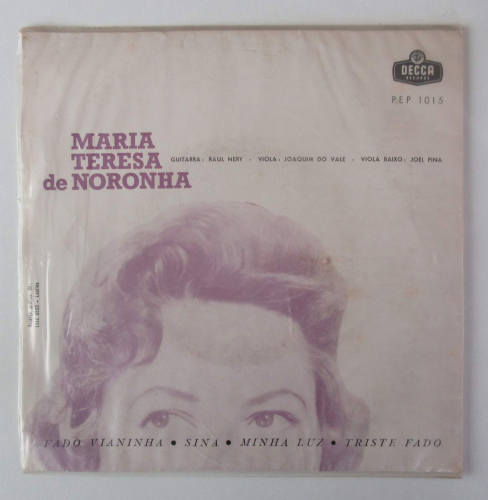 DECCA
RECORDS
PEP 1015
MARIA
TERESA
de NORONHA
GUITARRA: RAUL NERY - VIOLA: JOAQUIM DO VALE - VIOLA BAIXO: JOEL PINA
FADO VIANINHA • SINA • MINHA LUZ • TRISTE FADO